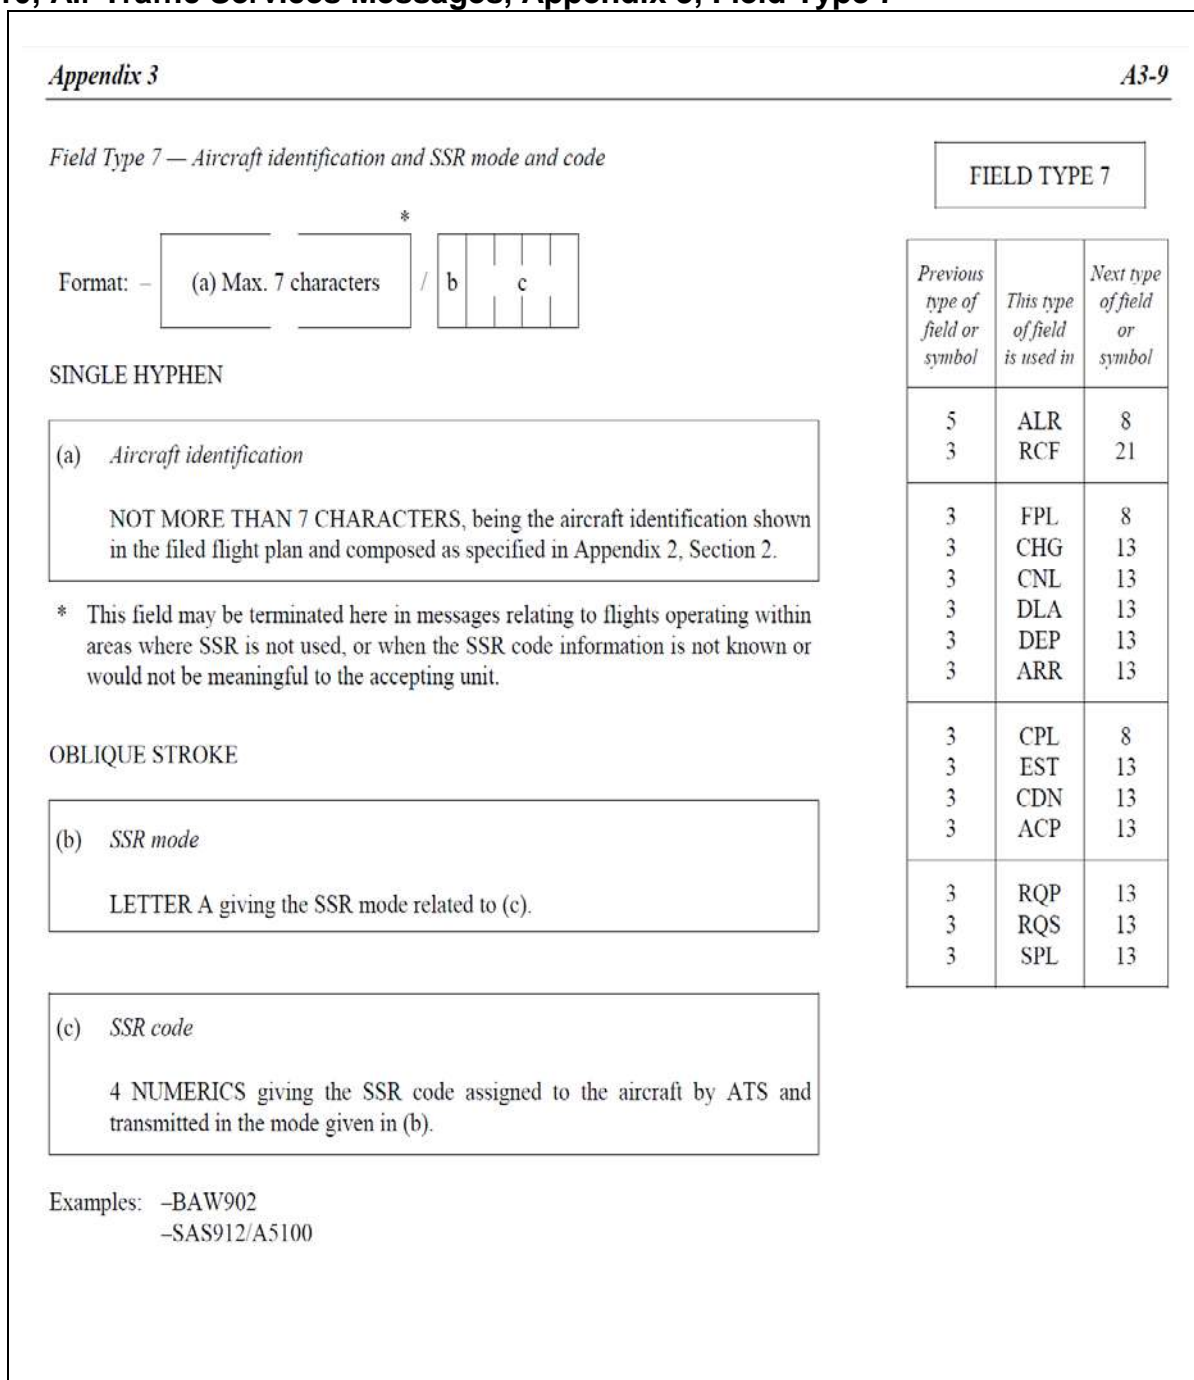 Air Traffic Services Messages, Appendix 3, Field Type 7
Appendix 3 A3-9
Field Type 7 — Aircraft identification and SSR mode and code
FIELD TYPE 7
*
Format: – (a) Max. 7 characters / b c
SINGLE HYPHEN
(a) Aircraft identification
NOT MORE THAN 7 CHARACTERS, being the aircraft identification shown
in the filed flight plan and composed as specified in Appendix 2, Section 2.
* This field may be terminated here in messages relating to flights operating within
areas where SSR is not used, or when the SSR code information is not known or
would not be meaningful to the accepting unit.
OBLIQUE STROKE
(b) SSR mode
LETTER A giving the SSR mode related to (c).
(c) SSR code
4 NUMERICS giving the SSR code assigned to the aircraft by ATS and
transmitted in the mode given in (b).
Examples: –BAW902
–SAS912/A5100
Previous
type of
field or
symbol
This type
of field
is used in
Next type
of field
or
symbol
5 ALR 8
3 RCF 21
3 FPL 8
3 CHG 13
3 CNL 13
3 DLA 13
3 DEP 13
3 ARR 13
3 CPL 8
3 EST 13
3 CDN 13
3 ACP 13
3 RQP 13
3 RQS 13
3 SPL 13